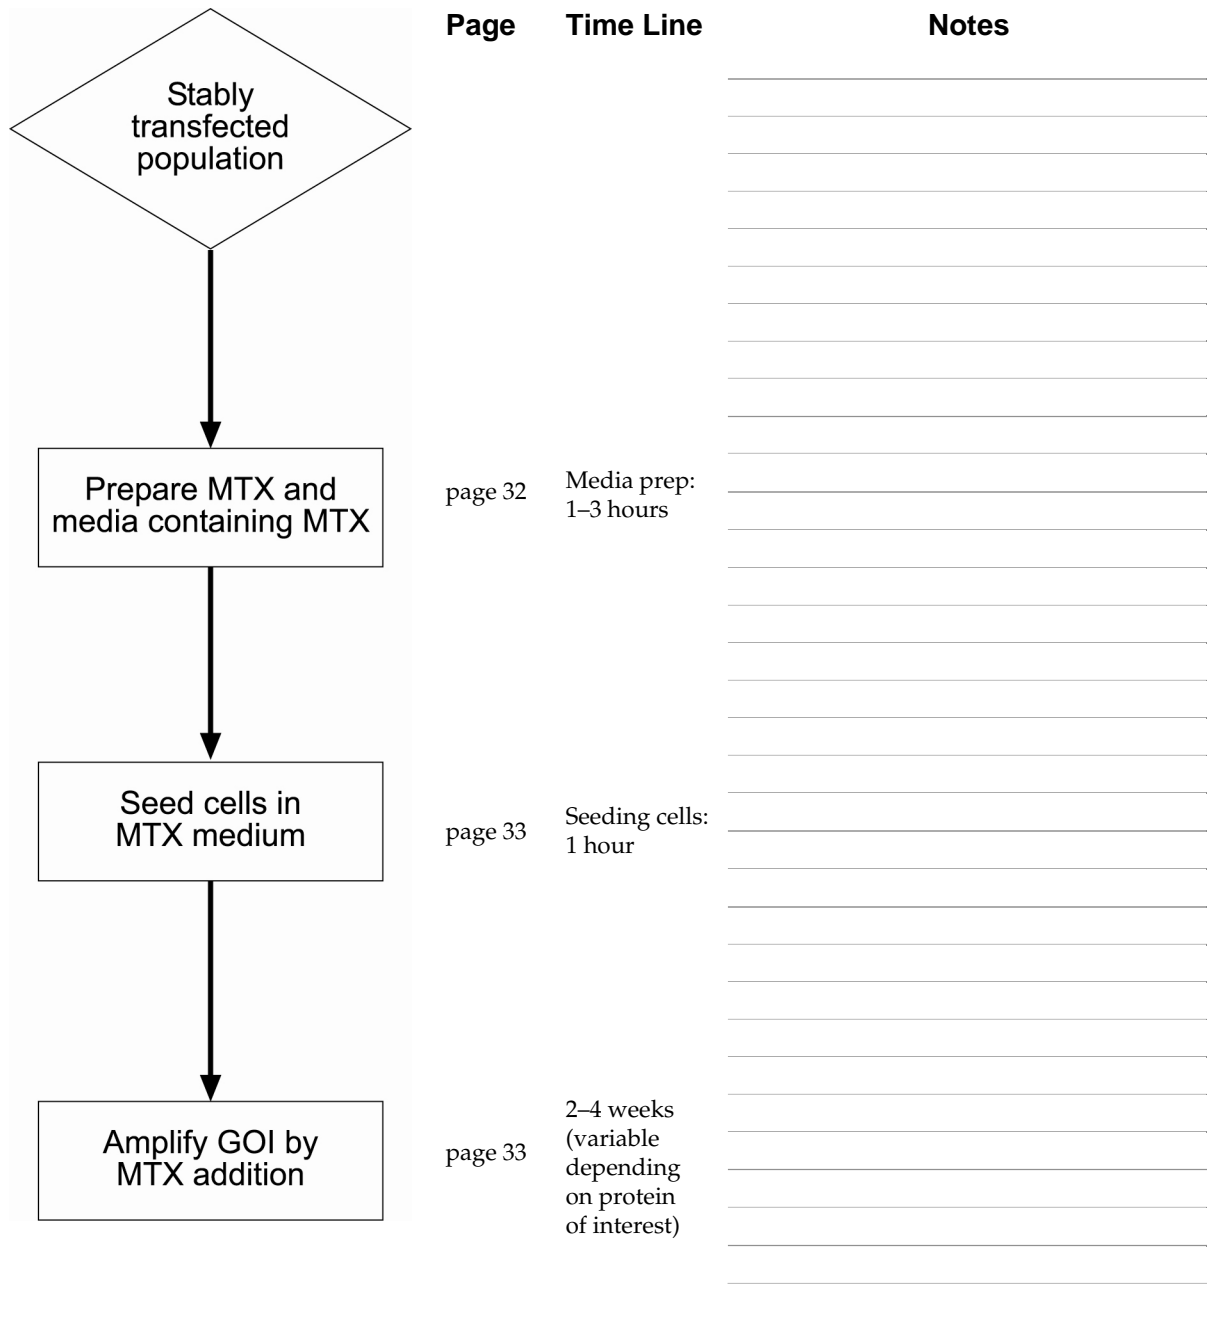 Page
Time Line
Notes
Stably
transfected
population
Prepare MTX and
media containing MTX
page 32
Media prep:
1–3 hours
Seed cells in
MTX medium
page 33
Seeding cells:
1 hour
Amplify GOI by
MTX addition
page 33
2–4 weeks
(variable
depending
on protein
of interest)